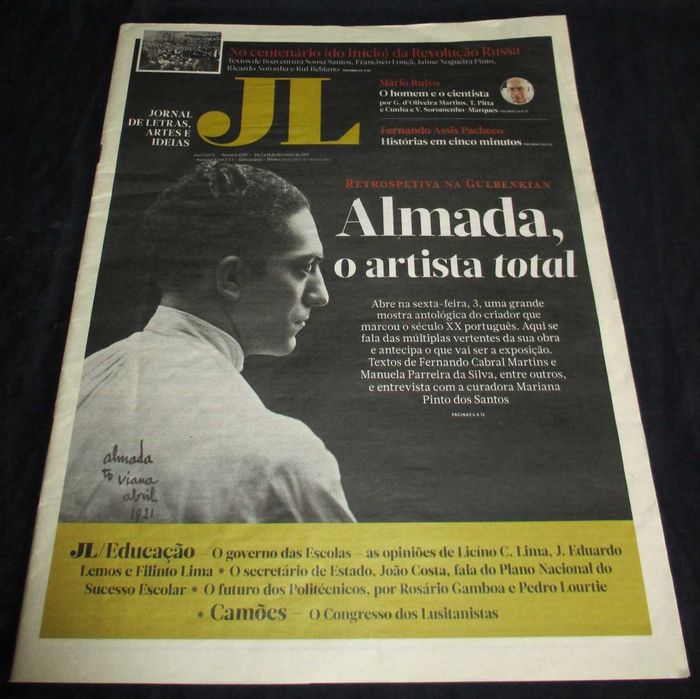 No centenário (do início) da Revolução Russa
Textos de Boaventura Sousa Santos, Francisco Louçã, Jaime Nogueira Pinto,
Ricardo Noronha e Rui Bebiano
JORNAL
DE LETRAS,
ARTES E
IDEIAS
JL
Mário Ruivo
O homem e o cientista
por G. d'Oliveira Martins, T. Pitta
e Cunha e V. Soromenho-Marques
Fernando Assis Pacheco
Histórias em cinco minutos
RETROSPETIVA NA GULBENKIAN
Almada,
o artista total
Abre na sexta-feira, 3, uma grande
mostra antológica do criador que
marcou o século XX português. Aqui se
fala das múltiplas vertentes da sua obra
e antecipa o que vai ser a exposição.
Textos de Fernando Cabral Martins e
Manuela Parreira da Silva, entre outros,
e entrevista com a curadora Mariana
Pinto dos Santos
PÁGINAS 6 A 12
almada
to viana
abril
1921
JL/Educação – O governo das Escolas – as opiniões de Licíno C. Lima, J. Eduardo
Lemos e Filinto Lima * O secretário de Estado, João Costa, fala do Plano Nacional do
Sucesso Escolar * O futuro dos Politécnicos, por Rosário Gamboa e Pedro Lourtie
* Camões – O Congresso dos Lusitanistas